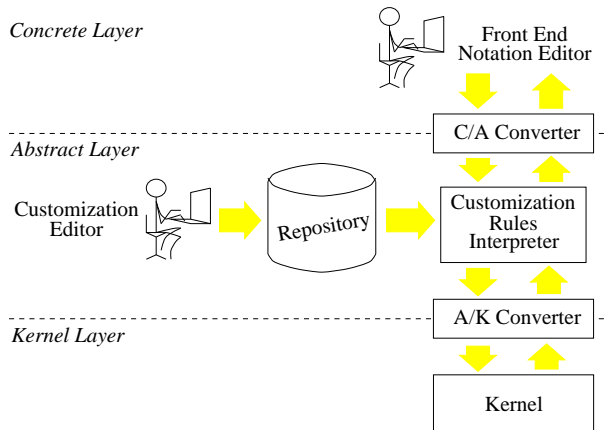 Concrete Layer
Front End
Notation Editor
C/A Converter
Abstract Layer
Customization
Editor
Repository
Customization
Rules
Interpreter
A/K Converter
Kernel Layer
Kernel